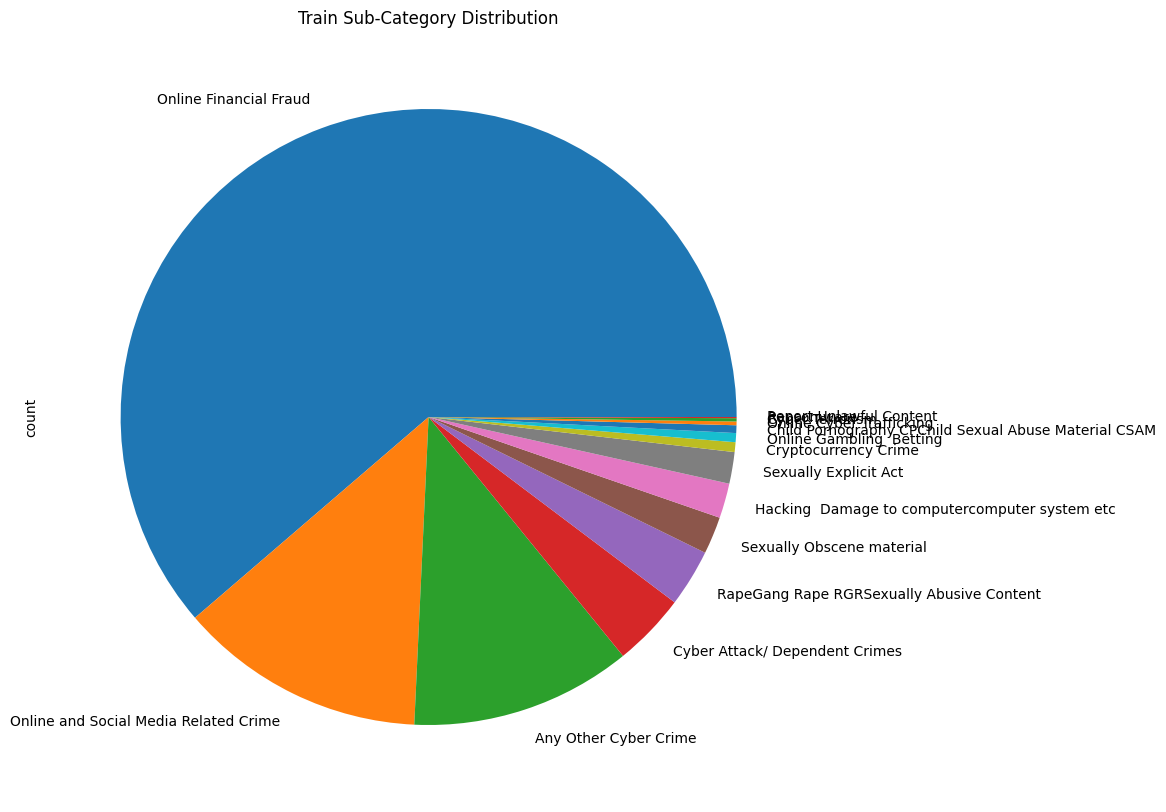 Train Sub-Category Distribution
Online Financial Fraud
count
Report Unlawful Content
Online Cyber Trafficking
Child Pornography CPChild Sexual Abuse Material CSAM
Online Gambling  Betting
Cryptocurrency Crime
Sexually Explicit Act
Hacking  Damage to computercomputer system etc
Sexually Obscene material
RapeGang Rape RGRSexually Abusive Content
Cyber Attack/ Dependent Crimes
Online and Social Media Related Crime
Any Other Cyber Crime